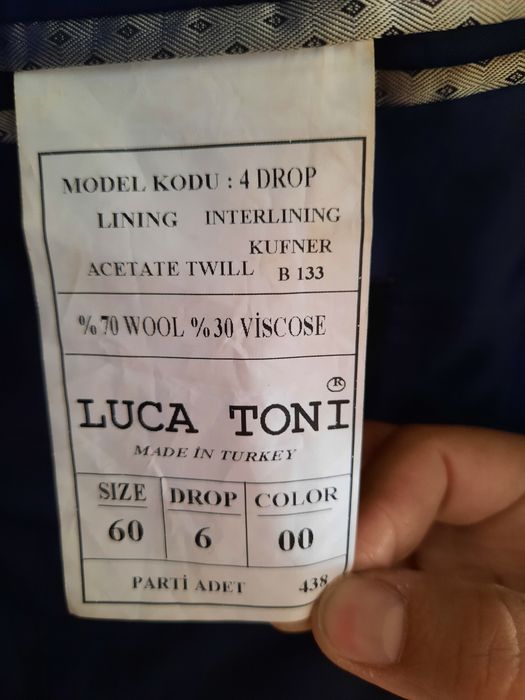 MODEL KODU : 4 DROP
LINING INTERLINING
KUFNER
ACETATE TWILL B 133
%70 WOOL %30 VİSCOSE
LUCA TONI ®
MADE İN TURKEY
SIZE DROP COLOR
60 6 00
PARTİ ADET 438